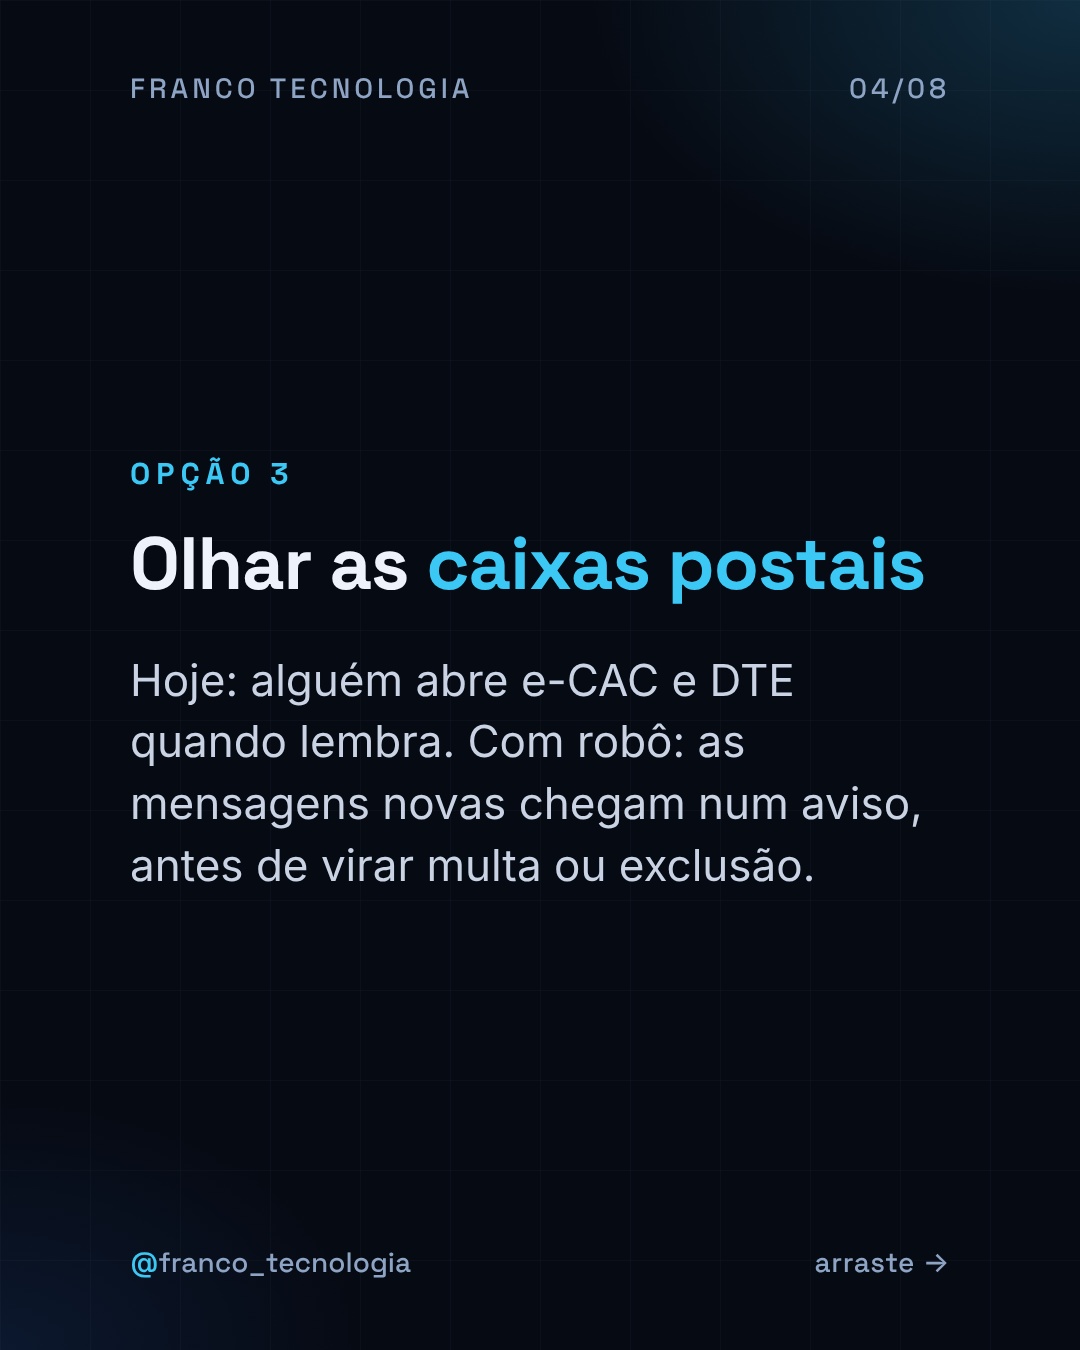 FRANCO TECNOLOGIA
04/08
OPÇÃO 3
Olhar as caixas postais
Hoje: alguém abre e-CAC e DTE
quando lembra. Com robô: as
mensagens novas chegam num aviso,
antes de virar multa ou exclusão.
@franco_tecnologia
arraste →